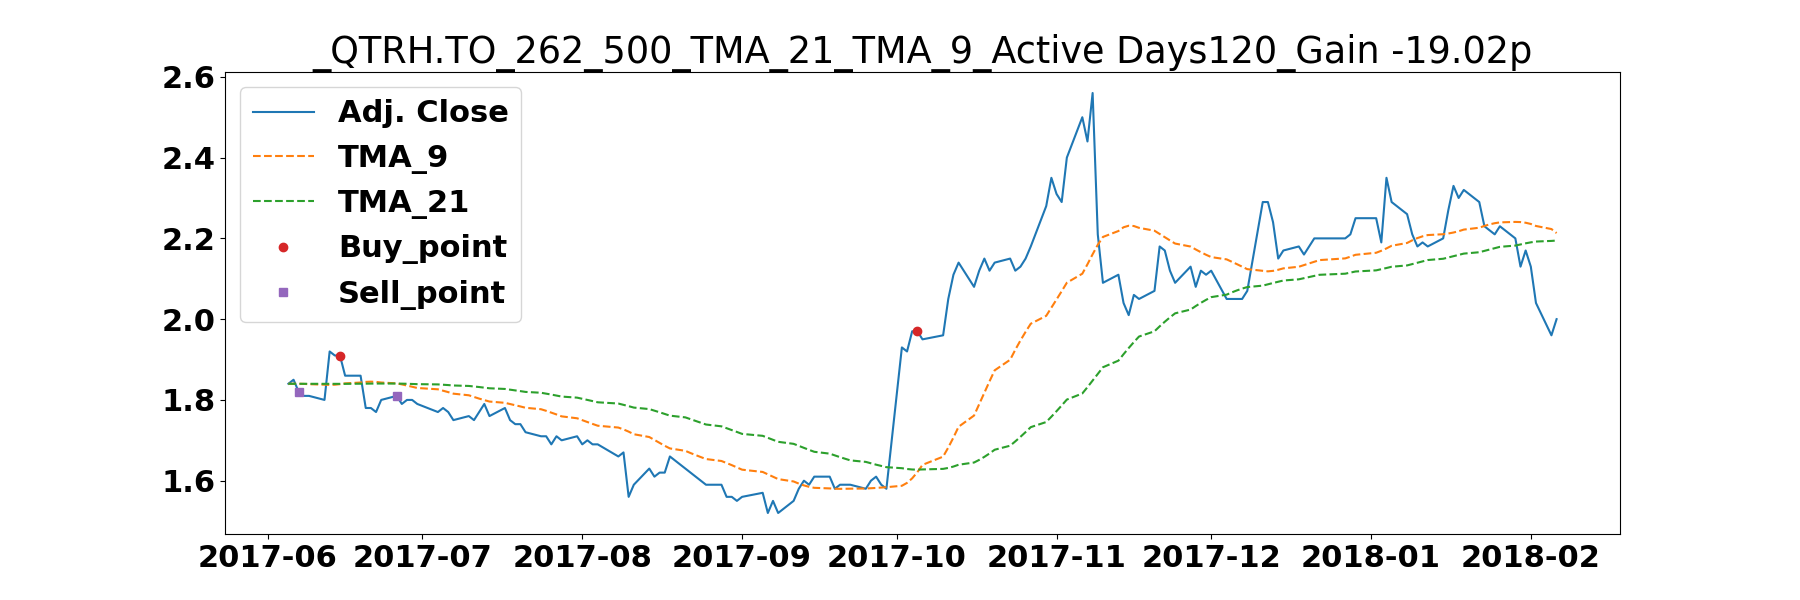 _QTRH.TO_262_500_TMA_21_TMA_9_Active Days120_Gain -19.02p
2.6
2.4
2.2
2.0
1.8
1.6
Adj. Close
TMA_9
TMA_21
Buy_point
Sell_point
2017-06 2017-07 2017-08 2017-09 2017-10 2017-11 2017-12 2018-01 2018-02